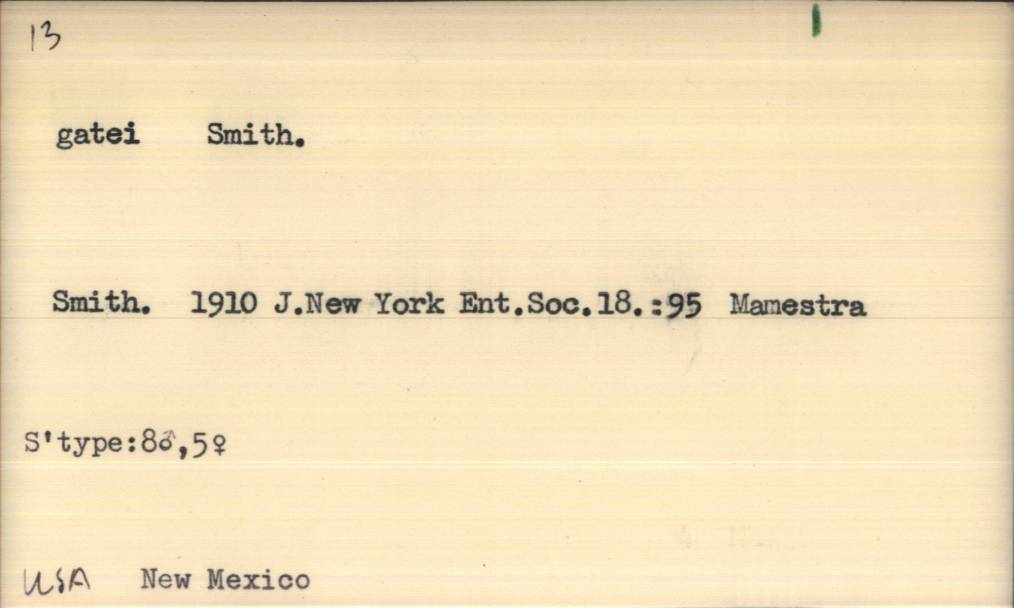 13
gatei Smith.
Smith. 1910 J.New York Ent.Soc.18.:95 Mamestra
S'type:8♂,5♀
USA New Mexico